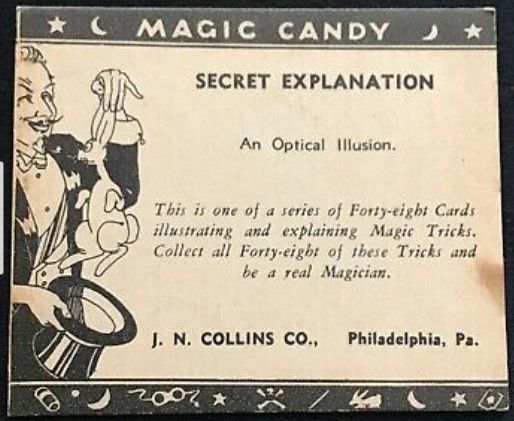 MAGIC CANDY
SECRET EXPLANATION
An Optical Illusion.
This is one of a series of Forty-eight Cards
illustrating and explaining Magic Tricks.
Collect all Forty-eight of these Tricks and
be a real Magician.
J. N. COLLINS CO., Philadelphia, Pa.